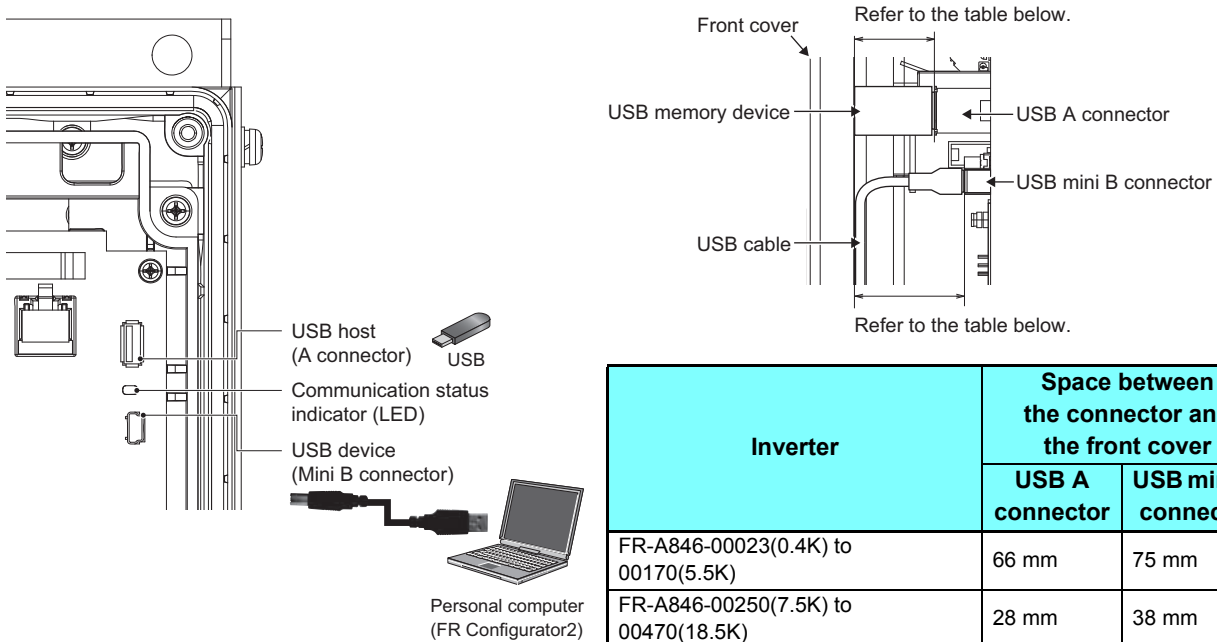 USB host
(A connector)
USB
Communication status
indicator (LED)
USB device
(Mini B connector)
Personal computer
(FR Configurator2)
Front cover
Refer to the table below.
USB memory device
USB A connector
USB mini B connector
USB cable
Refer to the table below.
Inverter
Space between
the connector an
the front cover
USB A
connector
USB mi
connec
FR-A846-00023(0.4K) to
00170(5.5K)
66 mm
75 mm
FR-A846-00250(7.5K) to
00470(18.5K)
28 mm
38 mm